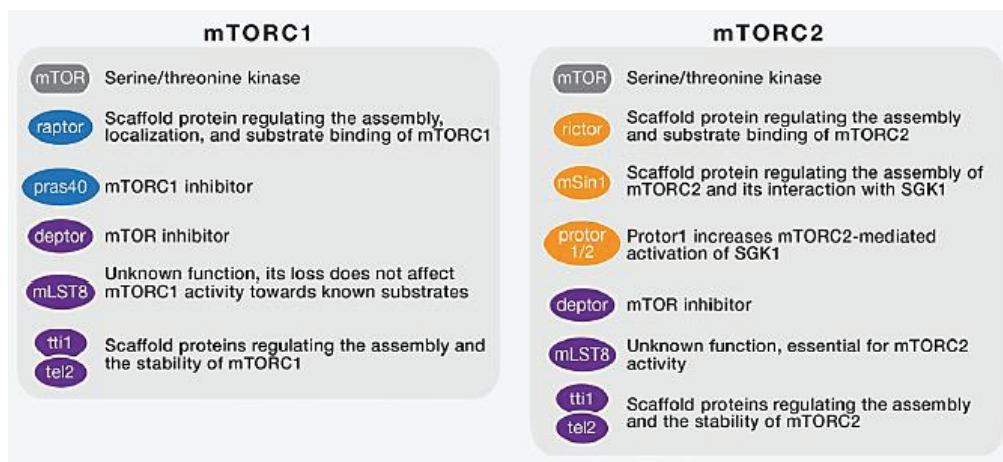 mTORC1
mTOR Serine/threonine kinase
raptor Scaffold protein regulating the assembly,
localization, and substrate binding of mTORC1
pras40 mTORC1 inhibitor
deptor mTOR inhibitor
mLST8 Unknown function, its loss does not affect
mTORC1 activity towards known substrates
tti1
tel2
Scaffold proteins regulating the assembly and
the stability of mTORC1
mTORC2
mTOR Serine/threonine kinase
rictor Scaffold protein regulating the assembly
and substrate binding of mTORC2
mSin1 Scaffold protein regulating the assembly of
mTORC2 and its interaction with SGK1
protor
1/2
Protor1 increases mTORC2-mediated
activation of SGK1
deptor mTOR inhibitor
mLST8 Unknown function, essential for mTORC2
activity
tti1
tel2
Scaffold proteins regulating the assembly
and the stability of mTORC2